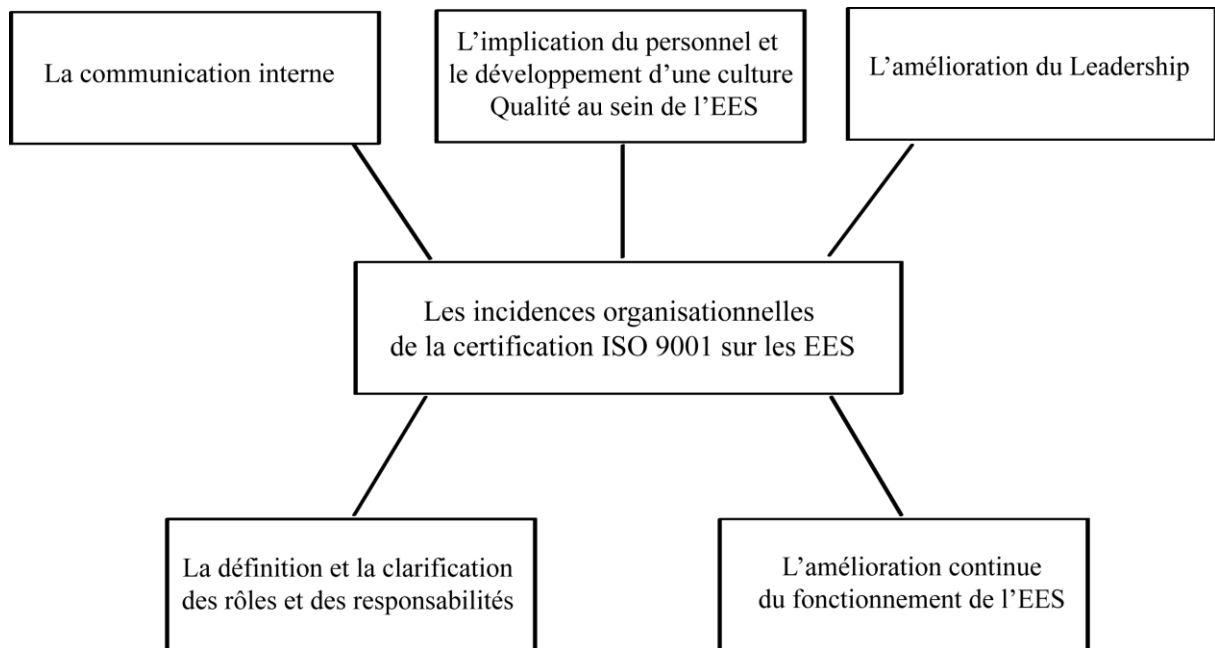 La communication interne
L’implication du personnel et
le développement d’une culture
Qualité au sein de l’EES
L’amélioration du Leadership
Les incidences organisationnelles
de la certification ISO 9001 sur les EES
La définition et la clarification
des rôles et des responsabilités
L’amélioration continue
du fonctionnement de l’EES